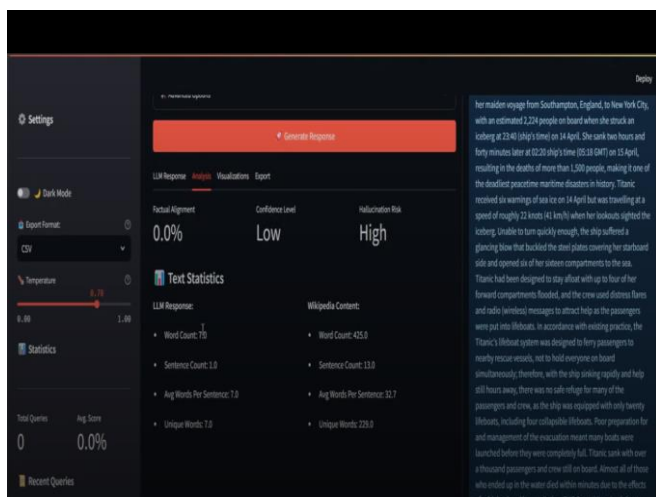 Deploy
Settings
Dark Mode
Export Format:
CSV
Temperature
0.70
0.00 1.00
Statistics
Total Queries Avg. Score
0 0.0%
Recent Queries
Advanced Options
Generate Response
LLM Response Analysis Visualizations Export
Factual Alignment Confidence Level Hallucination Risk
0.0% Low High
Text Statistics
LLM Response: Wikipedia Content:
Word Count: 7.0 Word Count: 425.0
Sentence Count: 1.0 Sentence Count: 13.0
Avg Words Per Sentence: 7.0 Avg Words Per Sentence: 32.7
Unique Words: 7.0 Unique Words: 229.0
her maiden voyage from Southampton, England, to New York City,
with an estimated 2,224 people on board when she struck an
iceberg at 23:40 (ship's time) on 14 April. She sank two hours and
forty minutes later at 02:20 ship's time (05:18 GMT) on 15 April,
resulting in the deaths of more than 1,500 people, making it one of
the deadliest peacetime maritime disasters in history. Titanic
received six warnings of sea ice on 14 April but was travelling at a
speed of roughly 22 knots (41 km/h) when her lookouts sighted the
iceberg. Unable to turn quickly enough, the ship suffered a
glancing blow that buckled the steel plates covering her starboard
side and opened six of her sixteen compartments to the sea.
Titanic had been designed to stay afloat with up to four of her
forward compartments flooded, and the crew used distress flares
and radio (wireless) messages to attract help as the passengers
were put into lifeboats. In accordance with existing practice, the
Titanic's lifeboat system was designed to ferry passengers to
nearby rescue vessels, not to hold everyone on board
simultaneously; therefore, with the ship sinking rapidly and help
still hours away, there was no safe refuge for many of the
passengers and crew, as the ship was equipped with only twenty
lifeboats, including four collapsible lifeboats. Poor preparation for
and management of the evacuation meant many boats were
launched before they were completely full. Titanic sank with over
a thousand passengers and crew still on board. Almost all of those
who ended up in the water died within minutes due to the effects